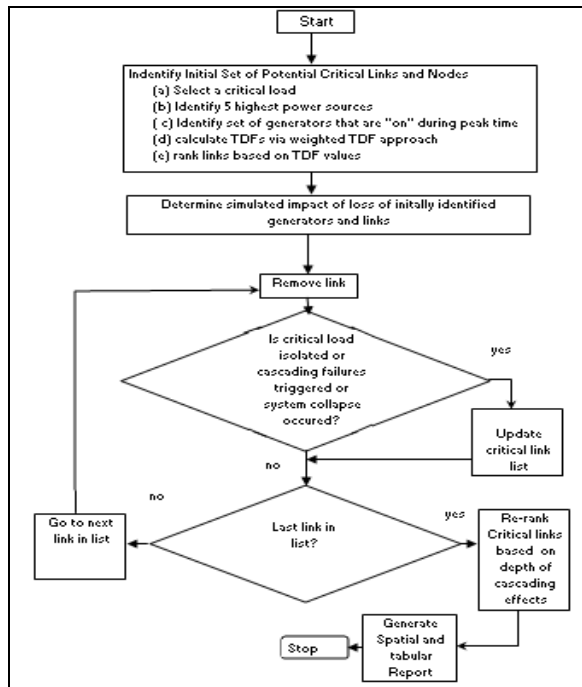 Start
Indentify Initial Set of Potential Critical Links and Nodes
(a) Select a critical load
(b) Identify 5 highest power sources
( c) Identify set of generators that are "on" during peak time
(d) calculate TDFs via weighted TDF approach
(e) rank links based on TDF values
Determine simulated impact of loss of initally identified
generators and links
Remove link
Is critical load
isolated or
cascading failures
triggered or
system collapse
occured?
yes
Update
critical link
list
no
Last link in
list?
no
Go to next
link in list
yes
Re-rank
Critical links
based on
depth of
cascading
effects
Generate
Spatial and
tabular
Report
Stop